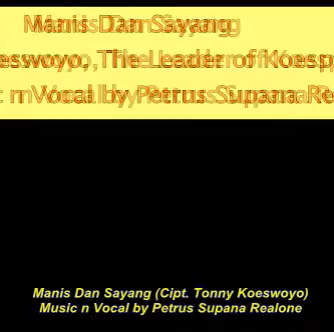 Manis Dan Sayang
eswoyo, The Leader of Koesp
n Vocal by Petrus Supana Re
Manis Dan Sayang (Cipt. Tonny Koeswoyo)
Music n Vocal by Petrus Supana Realone